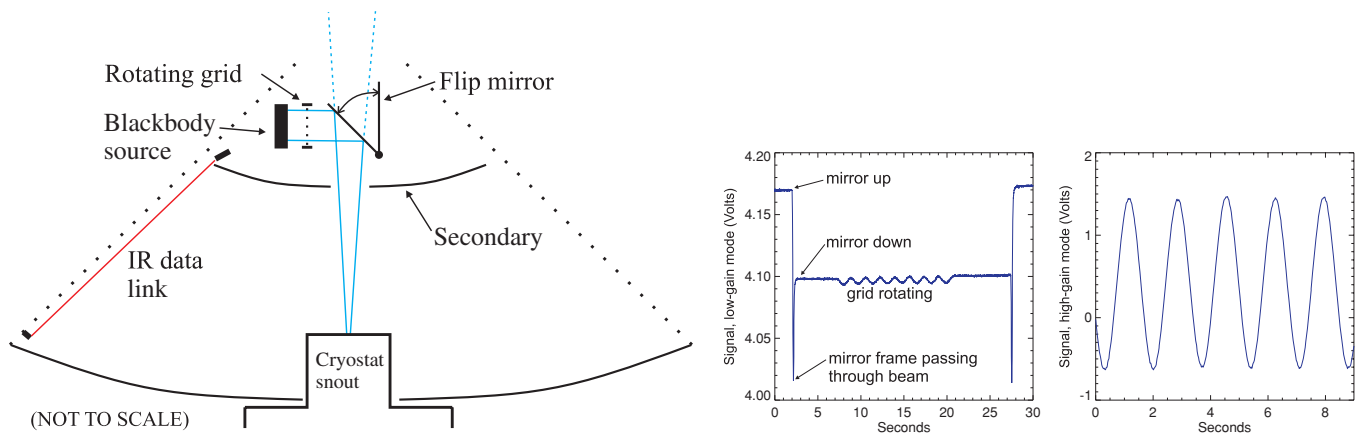 Rotating grid
Flip mirror
Blackbody
source
Secondary
IR data
link
Cryostat
snout
(NOT TO SCALE)
Signal, low-gain mode (Volts)
4.20
4.15
4.10
4.05
4.00
mirror up
mirror down
grid rotating
mirror frame passing
through beam
0 5 10 15 20 25 30
Seconds
Signal, high-gain mode (Volts)
2
1
0
-1
0 2 4 6 8
Seconds